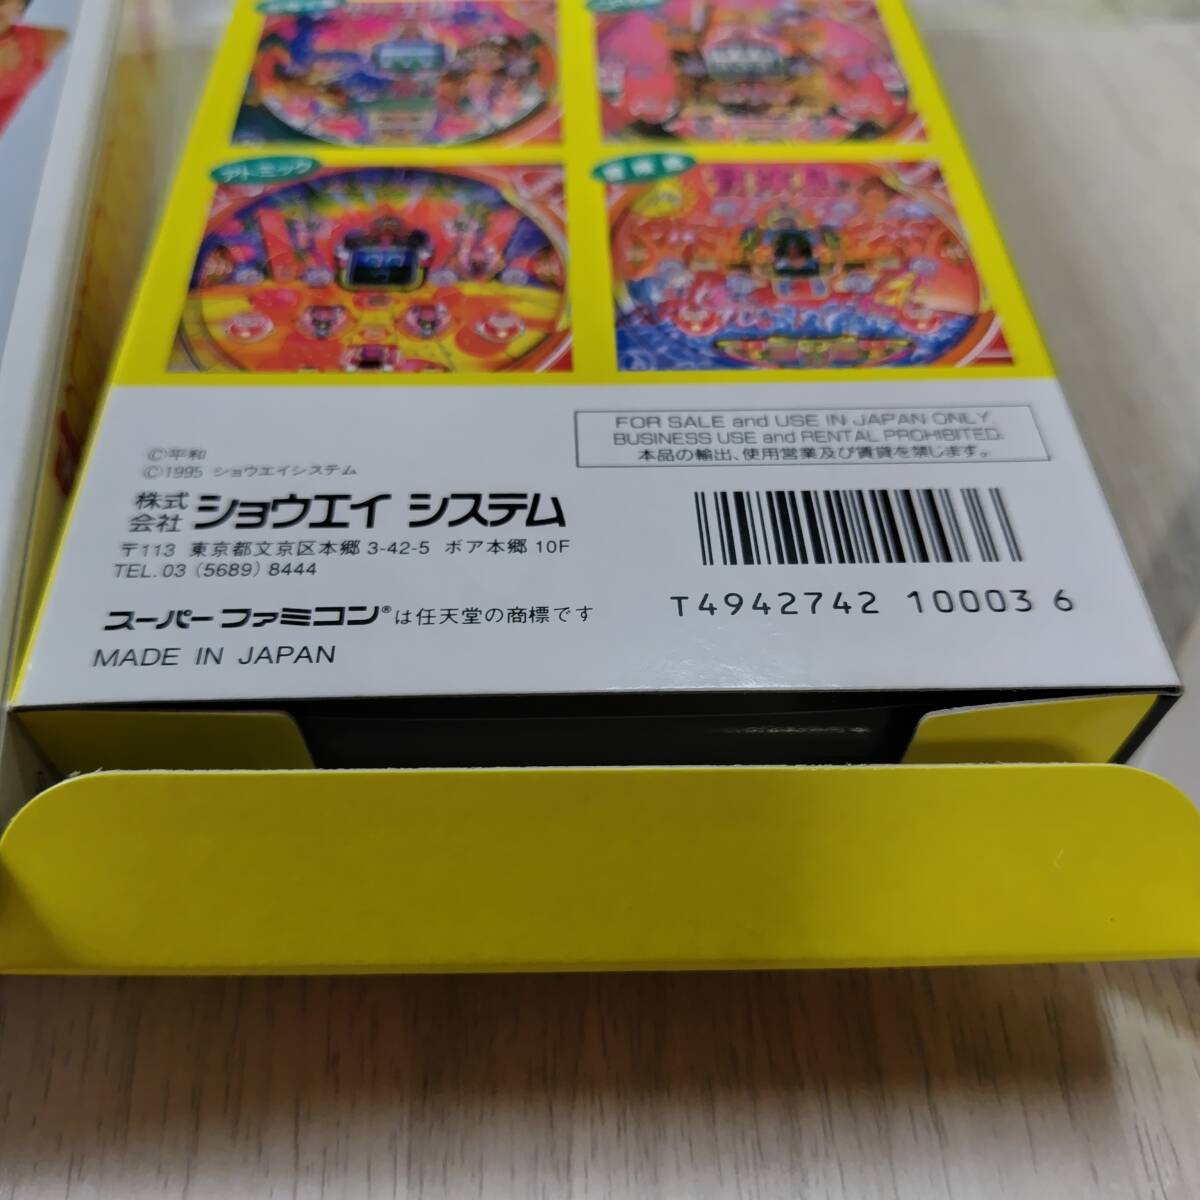 アトミック
FOR SALE and USE IN JAPAN ONLY.
BUSINESS USE and RENTAL PROHIBITED.
本品の輸出、使用営業及び賃貸を禁じます。
©平和
©1995 ショウエイシステム
株式会社 ショウエイ システム
〒113 東京都文京区本郷 3-42-5 ボア本郷 10F
TEL. 03 (5689) 8444
スーパーファミコン®は任天堂の商標です
MADE IN JAPAN
T4942742 10003 6